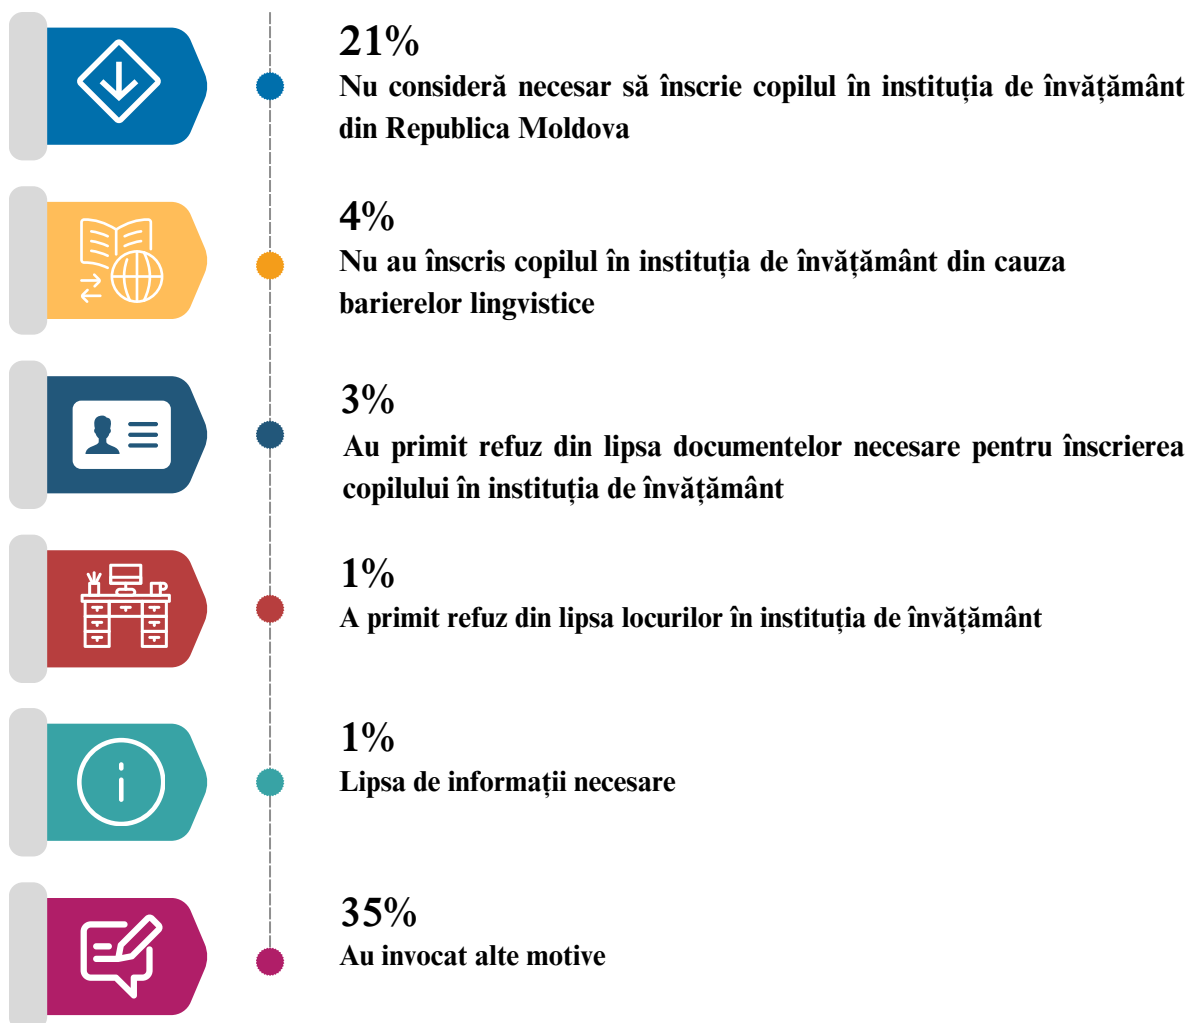 21%
Nu consideră necesar să înscrie copilul în instituția de învățământ
din Republica Moldova
4%
Nu au înscris copilul în instituția de învățământ din cauza
barierelor lingvistice
3%
Au primit refuz din lipsa documentelor necesare pentru înscrierea
copilului în instituția de învățământ
1%
A primit refuz din lipsa locurilor în instituția de învățământ
1%
Lipsa de informații necesare
35%
Au invocat alte motive